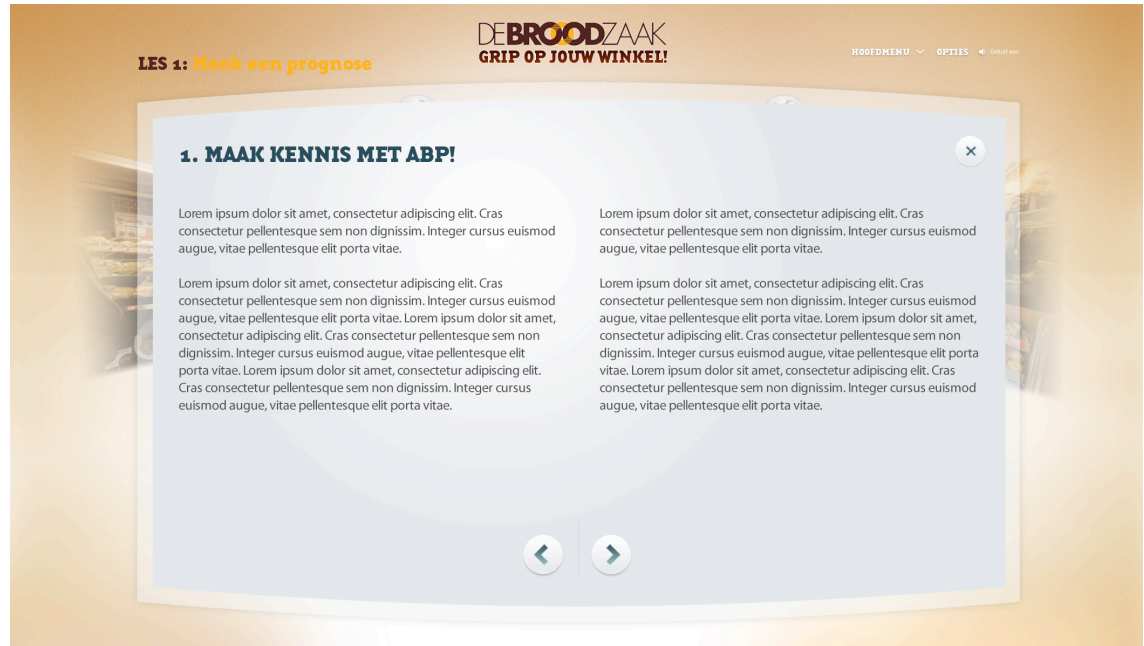 DEBROODZAAK
GRIP OP JOUW WINKEL!
LES 1: Maak een prognose
HOOFDMENU OPTIES Geluid aan
1. MAAK KENNIS MET ABP!
Lorem ipsum dolor sit amet, consectetur adipiscing elit. Cras
consectetur pellentesque sem non dignissim. Integer cursus euismod
augue, vitae pellentesque elit porta vitae.
Lorem ipsum dolor sit amet, consectetur adipiscing elit. Cras
consectetur pellentesque sem non dignissim. Integer cursus euismod
augue, vitae pellentesque elit porta vitae. Lorem ipsum dolor sit amet,
consectetur adipiscing elit. Cras consectetur pellentesque sem non
dignissim. Integer cursus euismod augue, vitae pellentesque elit
porta vitae. Lorem ipsum dolor sit amet, consectetur adipiscing elit.
Cras consectetur pellentesque sem non dignissim. Integer cursus
euismod augue, vitae pellentesque elit porta vitae.
Lorem ipsum dolor sit amet, consectetur adipiscing elit. Cras
consectetur pellentesque sem non dignissim. Integer cursus euismod
augue, vitae pellentesque elit porta vitae.
Lorem ipsum dolor sit amet, consectetur adipiscing elit. Cras
consectetur pellentesque sem non dignissim. Integer cursus euismod
augue, vitae pellentesque elit porta vitae. Lorem ipsum dolor sit amet,
consectetur adipiscing elit. Cras consectetur pellentesque sem non
dignissim. Integer cursus euismod augue, vitae pellentesque elit porta
vitae. Lorem ipsum dolor sit amet, consectetur adipiscing elit. Cras
consectetur pellentesque sem non dignissim. Integer cursus euismod
augue, vitae pellentesque elit porta vitae.